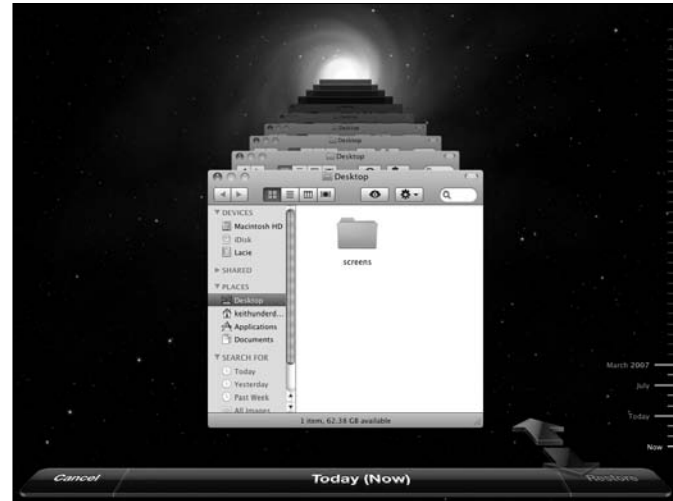 Desktop
Desktop
Desktop
Desktop
DEVICES
Macintosh HD
iDisk
Lacie
SHARED
PLACES
Desktop
keithunderd...
Applications
Documents
SEARCH FOR
Today
Yesterday
Past Week
All Images
screens
1 item, 62.38 GB available
March 2007
July
Today
Now
Cancel
Today (Now)
Restore